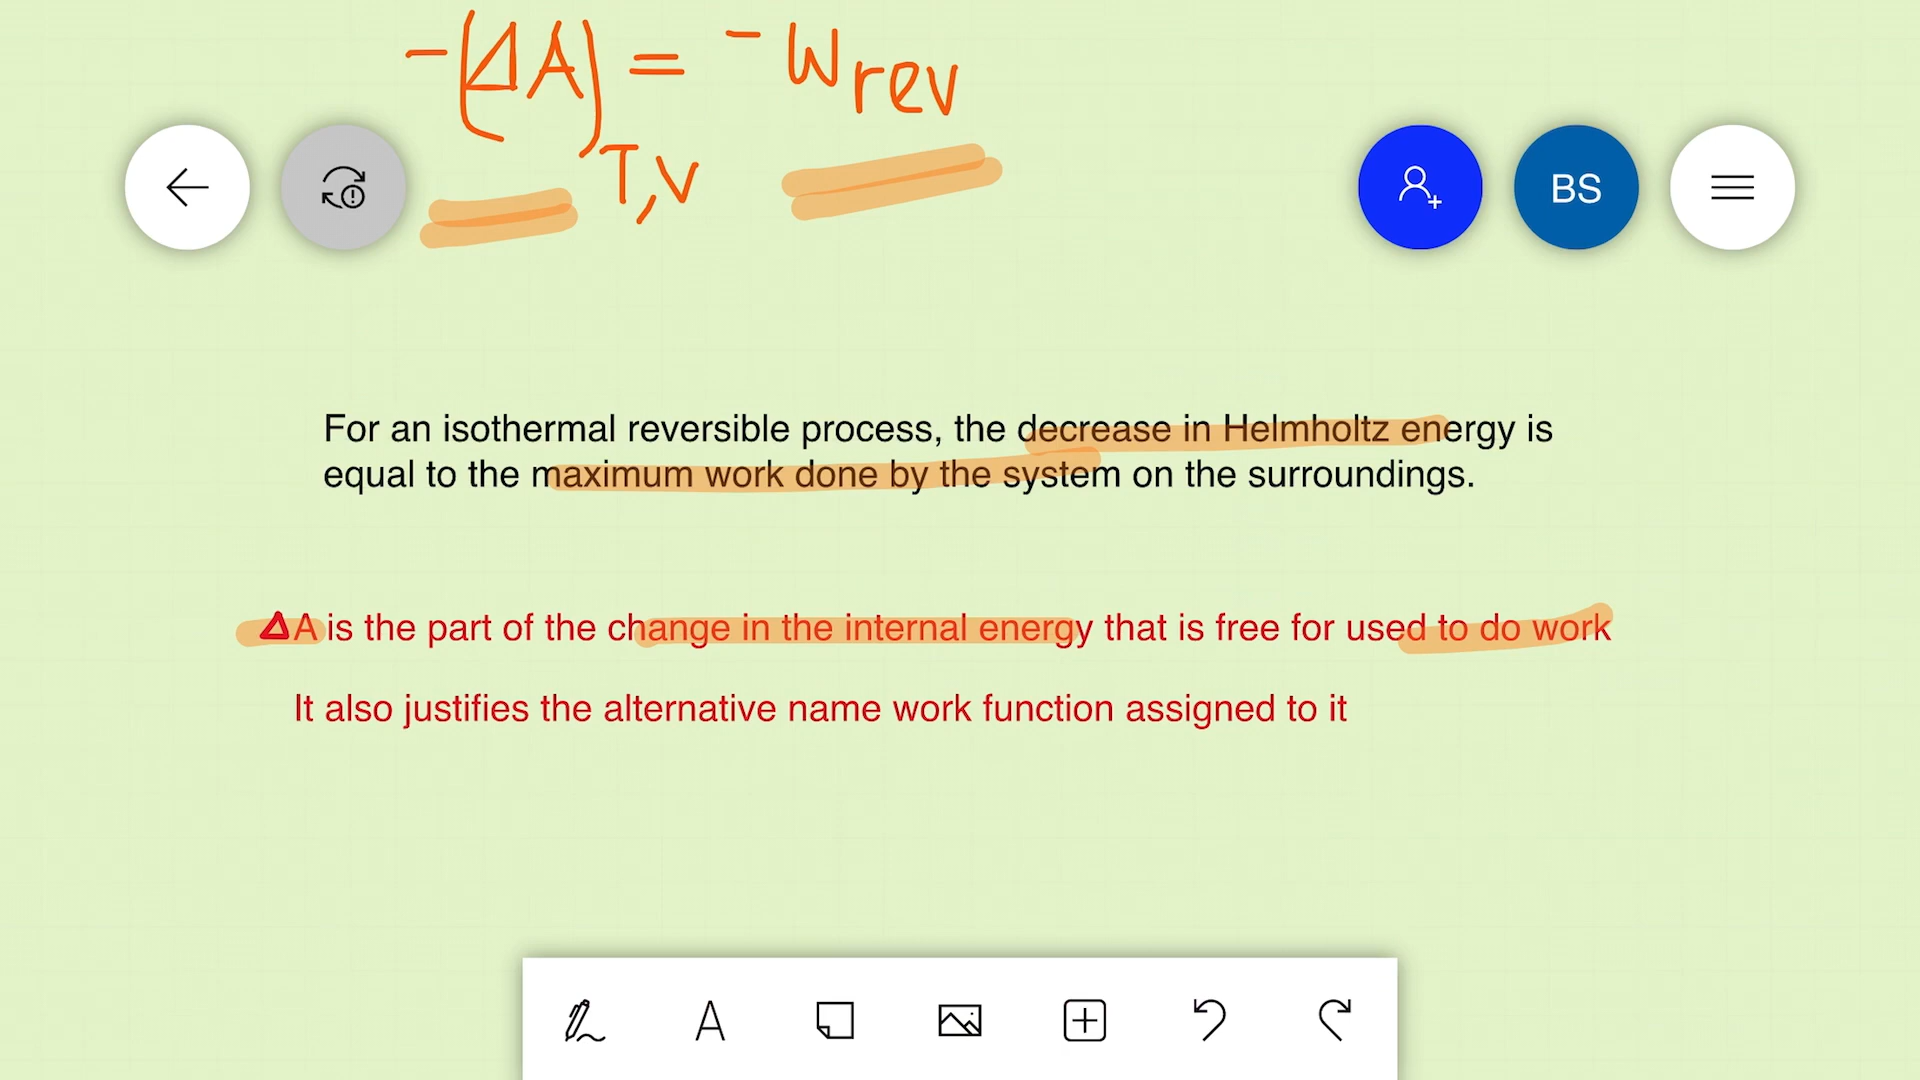 -(ΔA) = -Wrev
T,V
BS
For an isothermal reversible process, the decrease in Helmholtz energy is
equal to the maximum work done by the system on the surroundings.
ΔA is the part of the change in the internal energy that is free for used to do work
It also justifies the alternative name work function assigned to it
A